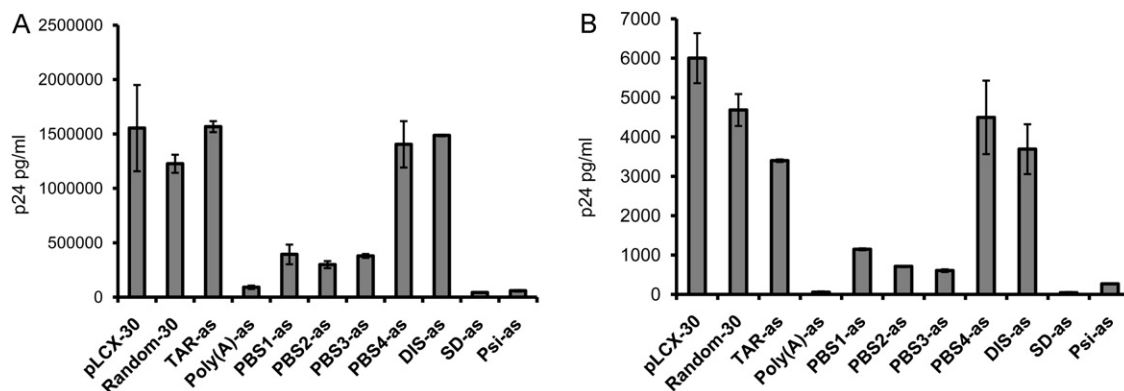 A
p24 pg/ml
2500000
2000000
1500000
1000000
500000
0
pLCX-30
Random-30
TAR-as
Poly(A)-as
PBS1-as
PBS2-as
PBS3-as
PBS4-as
DIS-as
SD-as
Psi-as
B
p24 pg/ml
7000
6000
5000
4000
3000
2000
1000
0
pLCX-30
Random-30
TAR-as
Poly(A)-as
PBS1-as
PBS2-as
PBS3-as
PBS4-as
DIS-as
SD-as
Psi-as